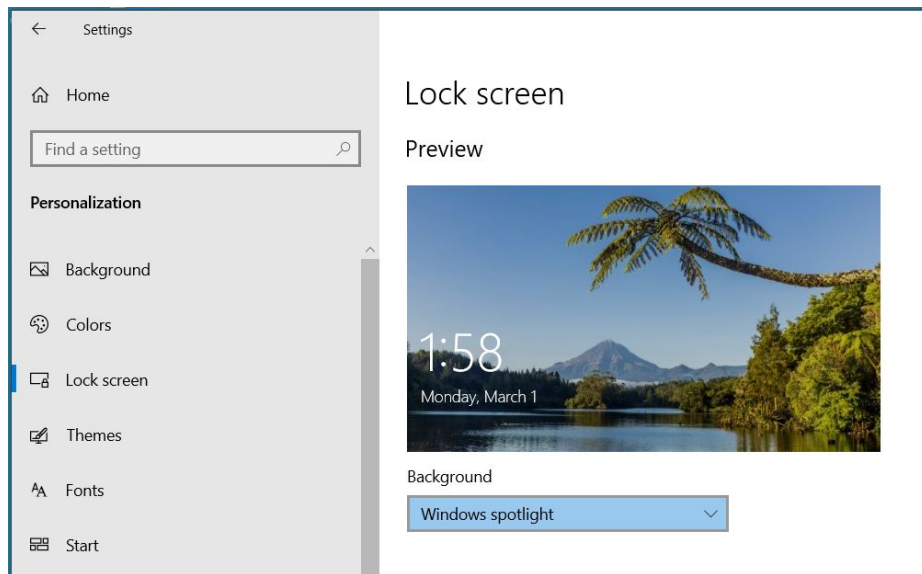 Settings
Home
Find a setting
Personalization
Background
Colors
Lock screen
Themes
Fonts
Start
Lock screen
Preview
1:58
Monday, March 1
Background
Windows spotlight